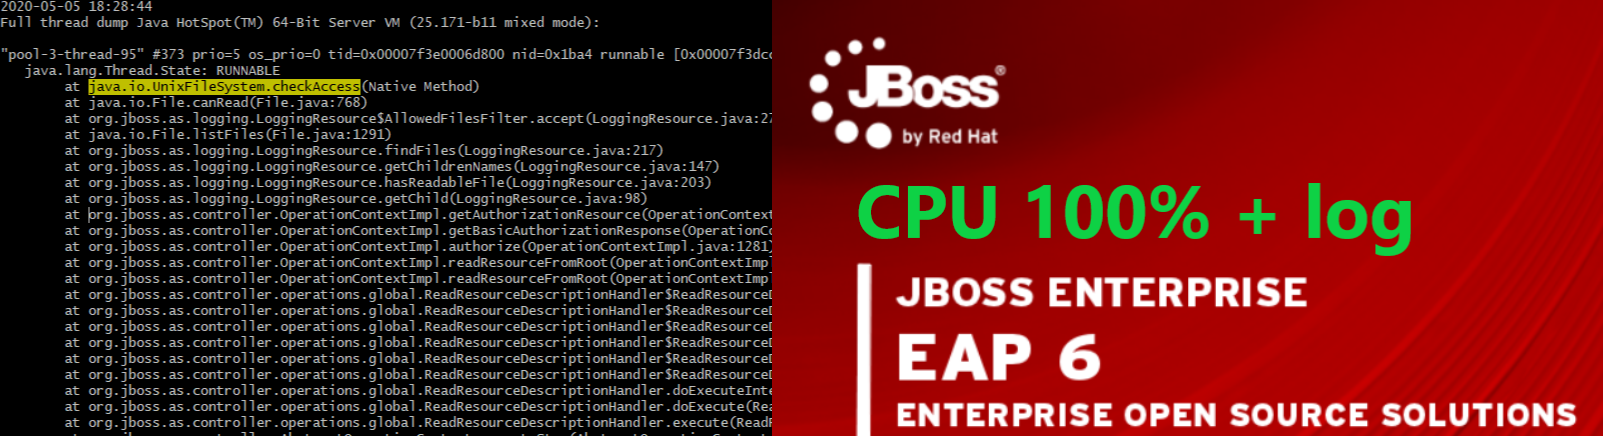 2020-05-05 18:28:44
Full thread dump Java HotSpot(TM) 64-Bit Server VM (25.171-b11 mixed mode):
"pool-3-thread-95" #373 prio=5 os_prio=0 tid=0x00007f3e0006d800 nid=0x1ba4 runnable [0x00007f3dc
java.lang.Thread.State: RUNNABLE
at java.io.UnixFileSystem.checkAccess(Native Method)
at java.io.File.canRead(File.java:768)
at org.jboss.as.logging.LoggingResource$AllowedFilesFilter.accept(LoggingResource.java:27
at java.io.File.listFiles(File.java:1291)
at org.jboss.as.logging.LoggingResource.findFiles(LoggingResource.java:217)
at org.jboss.as.logging.LoggingResource.getChildrenNames(LoggingResource.java:147)
at org.jboss.as.logging.LoggingResource.hasReadableFile(LoggingResource.java:203)
at org.jboss.as.logging.LoggingResource.getChild(LoggingResource.java:98)
at org.jboss.as.controller.OperationContextImpl.getAuthorizationResource(OperationContext
at org.jboss.as.controller.OperationContextImpl.getBasicAuthorizationResponse(OperationCo
at org.jboss.as.controller.OperationContextImpl.authorize(OperationContextImpl.java:1281)
at org.jboss.as.controller.OperationContextImpl.readResourceFromRoot(OperationContextImp
at org.jboss.as.controller.OperationContextImpl.readResourceFromRoot(OperationContextImp
at org.jboss.as.controller.operations.global.ReadResourceDescriptionHandler$ReadResourceD
at org.jboss.as.controller.operations.global.ReadResourceDescriptionHandler$ReadResourceD
at org.jboss.as.controller.operations.global.ReadResourceDescriptionHandler$ReadResourceD
at org.jboss.as.controller.operations.global.ReadResourceDescriptionHandler$ReadResourceD
at org.jboss.as.controller.operations.global.ReadResourceDescriptionHandler$ReadResourceD
at org.jboss.as.controller.operations.global.ReadResourceDescriptionHandler$ReadResourceD
at org.jboss.as.controller.operations.global.ReadResourceDescriptionHandler.doExecuteInte
at org.jboss.as.controller.operations.global.ReadResourceDescriptionHandler.doExecute(Rea
at org.jboss.as.controller.operations.global.ReadResourceDescriptionHandler.execute(ReadR
JBoss®
by Red Hat
CPU 100% + log
JBOSS ENTERPRISE
EAP 6
ENTERPRISE OPEN SOURCE SOLUTIONS